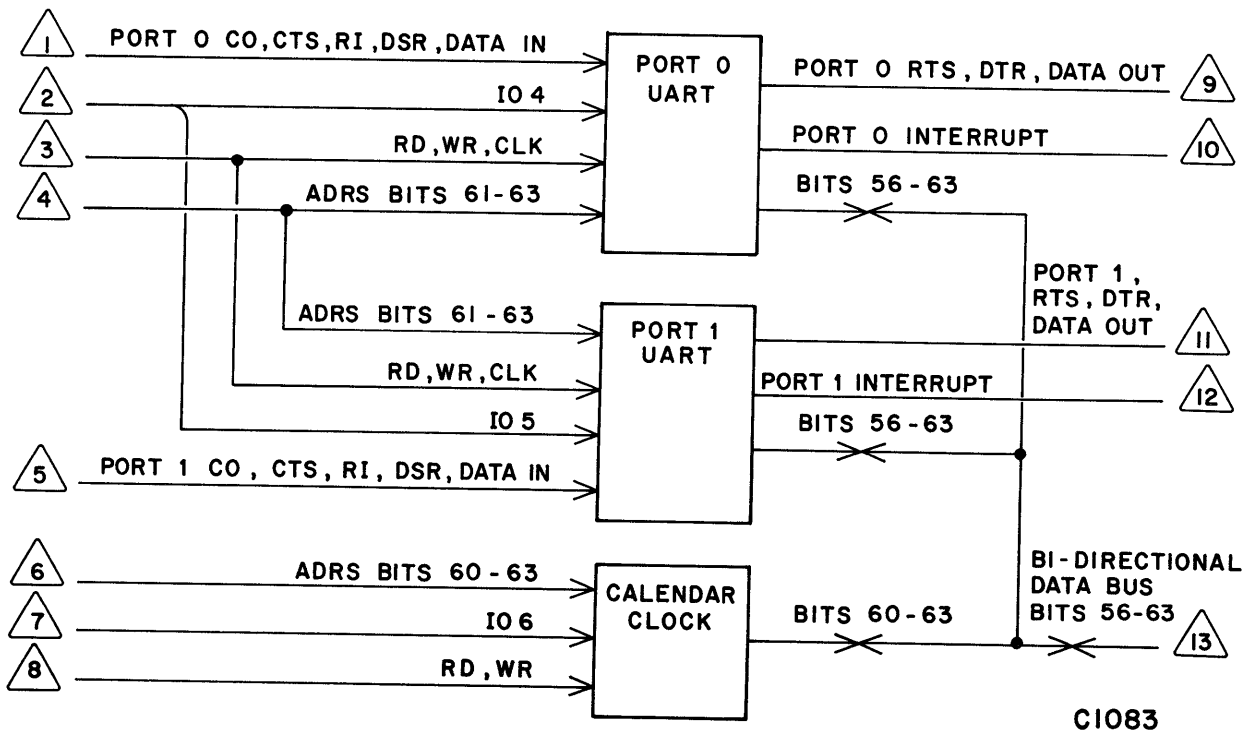 1
PORT 0 CO,CTS,RI,DSR,DATA IN
2
IO 4
3
RD,WR,CLK
4
ADRS BITS 61-63
PORT 0
UART
PORT 0 RTS, DTR, DATA OUT
9
PORT 0 INTERRUPT
10
BITS 56-63
ADRS BITS 61-63
RD,WR,CLK
IO 5
5
PORT 1 CO, CTS, RI, DSR, DATA IN
PORT 1
UART
PORT 1,
RTS, DTR,
DATA OUT
11
PORT 1 INTERRUPT
12
BITS 56-63
6
ADRS BITS 60-63
7
IO 6
8
RD, WR
CALENDAR
CLOCK
BITS 60-63
BI-DIRECTIONAL
DATA BUS
BITS 56-63
13
C1083